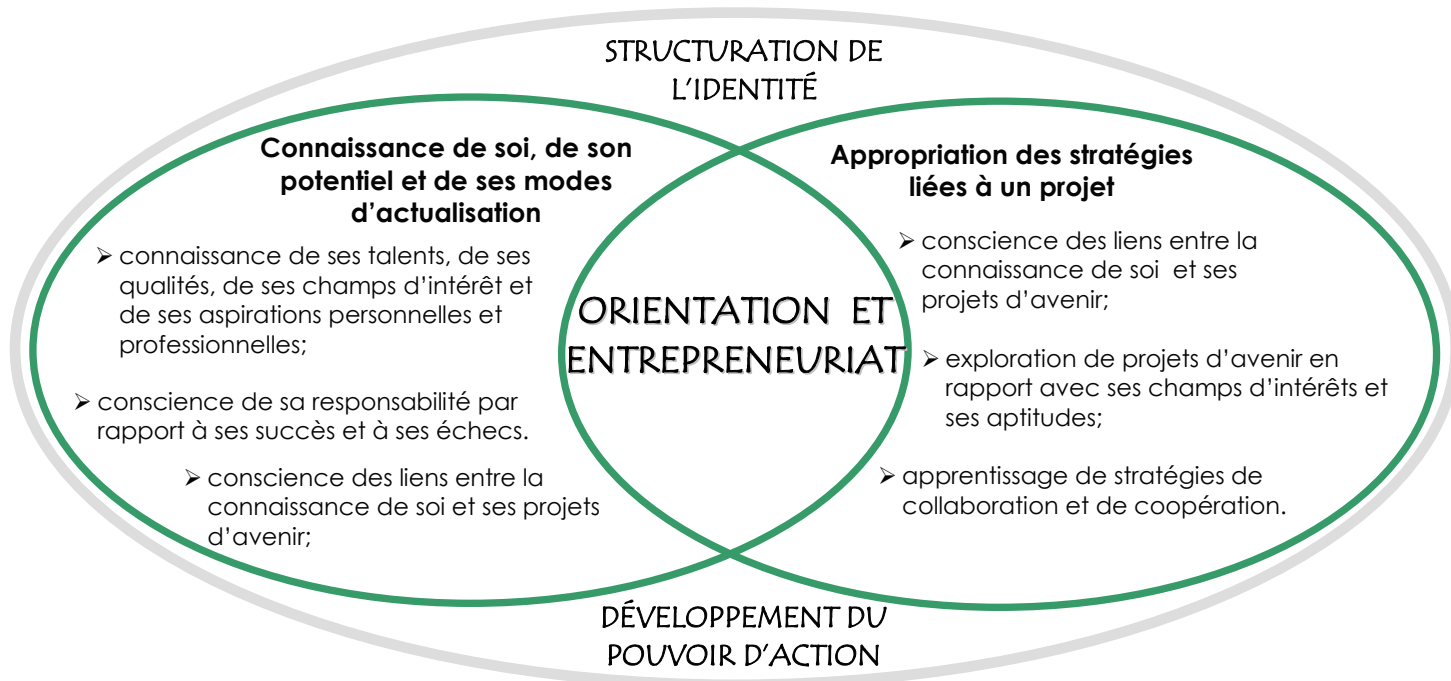 STRUCTURATION DE
L'IDENTITÉ
Connaissance de soi, de son
potentiel et de ses modes
d'actualisation
➢ connaissance de ses talents, de ses
qualités, de ses champs d'intérêt et
de ses aspirations personnelles et
professionnelles;
➢ conscience de sa responsabilité par
rapport à ses succès et à ses échecs.
➢ conscience des liens entre la
connaissance de soi et ses projets
d'avenir;
ORIENTATION ET
ENTREPRENEURIAT
Appropriation des stratégies
liées à un projet
➢ conscience des liens entre la
connaissance de soi et ses
projets d'avenir;
➢ exploration de projets d'avenir en
rapport avec ses champs d'intérêts et
ses aptitudes;
➢ apprentissage de stratégies de
collaboration et de coopération.
DÉVELOPPEMENT DU
POUVOIR D'ACTION